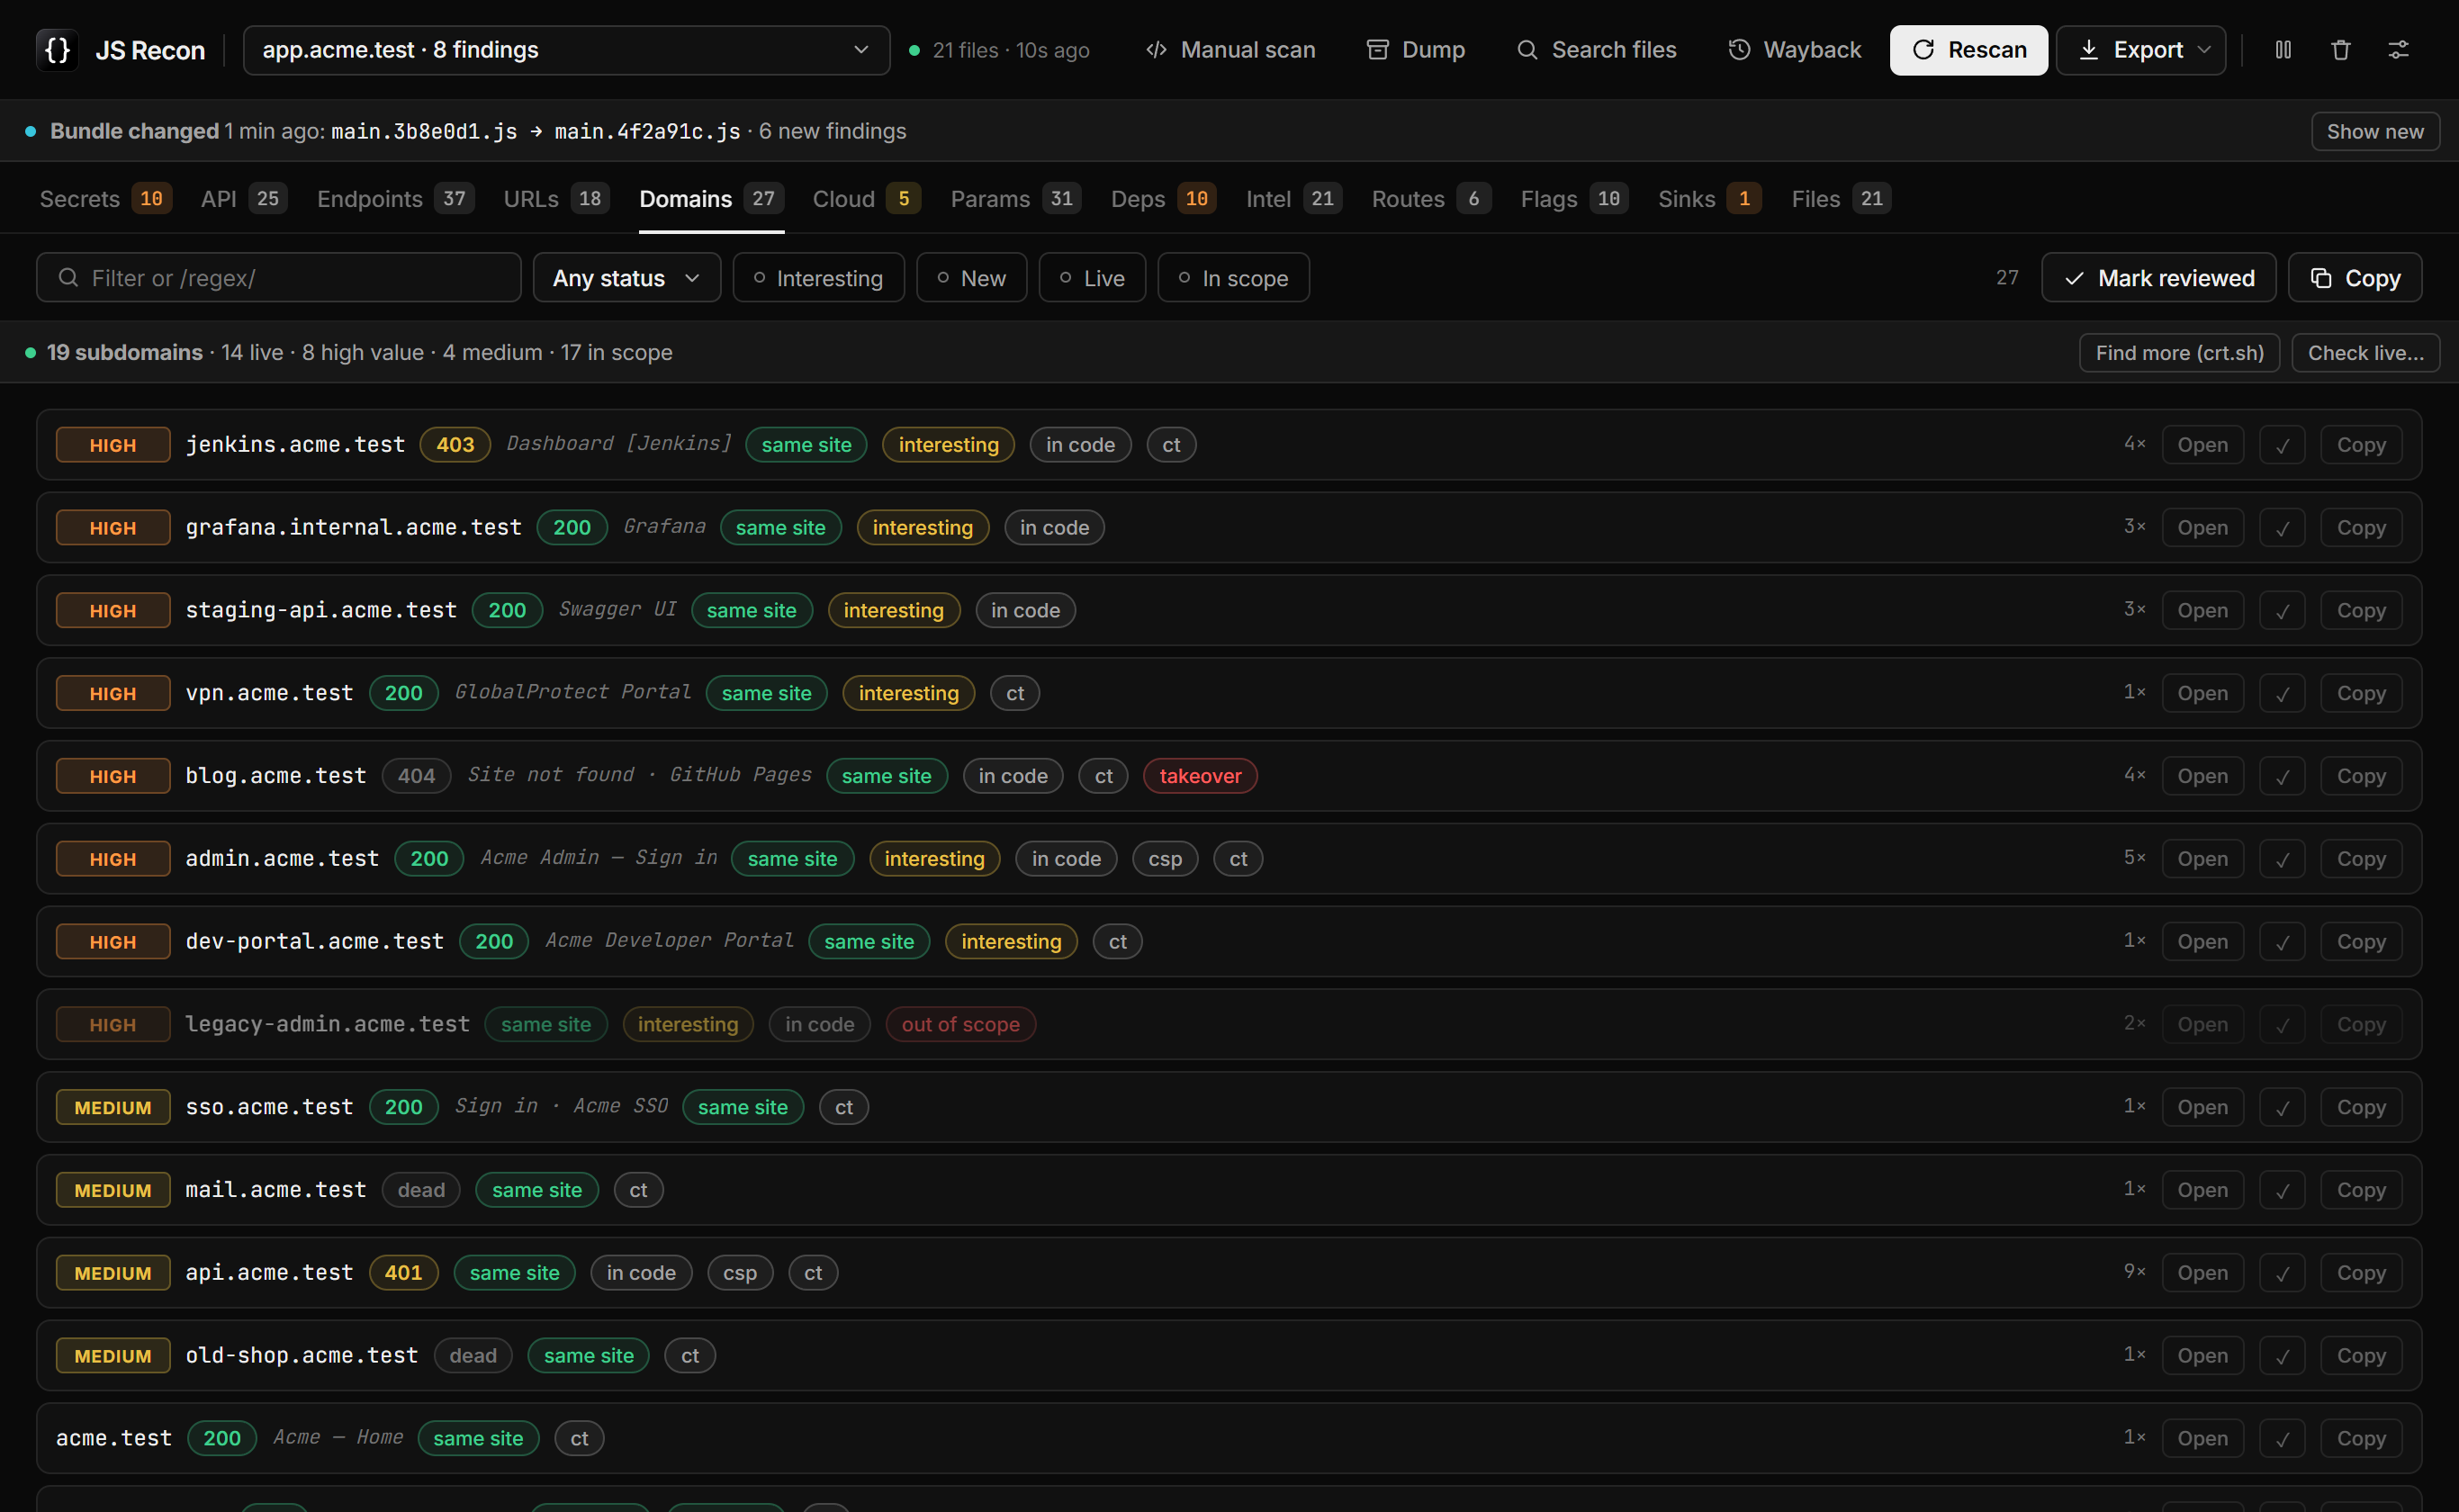 {} JS Recon app.acme.test · 8 findings 21 files · 10s ago </> Manual scan Dump Search files Wayback Rescan Export
Bundle changed 1 min ago: main.3b8e0d1.js → main.4f2a91c.js · 6 new findings Show new
Secrets 10 API 25 Endpoints 37 URLs 18 Domains 27 Cloud 5 Params 31 Deps 10 Intel 21 Routes 6 Flags 10 Sinks 1 Files 21
Filter or /regex/ Any status Interesting New Live In scope 27 ✓ Mark reviewed Copy
19 subdomains · 14 live · 8 high value · 4 medium · 17 in scope Find more (crt.sh) Check live...
HIGH jenkins.acme.test 403 Dashboard [Jenkins] same site interesting in code ct 4× Open ✓ Copy
HIGH grafana.internal.acme.test 200 Grafana same site interesting in code 3× Open ✓ Copy
HIGH staging-api.acme.test 200 Swagger UI same site interesting in code 3× Open ✓ Copy
HIGH vpn.acme.test 200 GlobalProtect Portal same site interesting ct 1× Open ✓ Copy
HIGH blog.acme.test 404 Site not found · GitHub Pages same site in code ct takeover 4× Open ✓ Copy
HIGH admin.acme.test 200 Acme Admin — Sign in same site interesting in code csp ct 5× Open ✓ Copy
HIGH dev-portal.acme.test 200 Acme Developer Portal same site interesting ct 1× Open ✓ Copy
HIGH legacy-admin.acme.test same site interesting in code out of scope 2× Open ✓ Copy
MEDIUM sso.acme.test 200 Sign in · Acme SSO same site ct 1× Open ✓ Copy
MEDIUM mail.acme.test dead same site ct 1× Open ✓ Copy
MEDIUM api.acme.test 401 same site in code csp ct 9× Open ✓ Copy
MEDIUM old-shop.acme.test dead same site ct 1× Open ✓ Copy
acme.test 200 Acme — Home same site ct 1× Open ✓ Copy